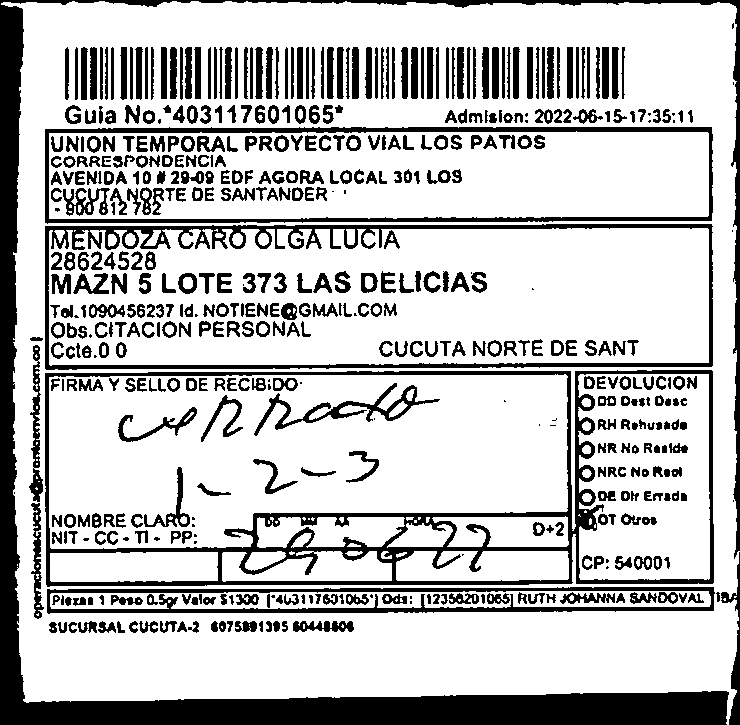 Guia No.*403117601065*
Admision: 2022-06-15-17:35:11
UNION TEMPORAL PROYECTO VIAL LOS PATIOS
CORRESPONDENCIA
AVENIDA 10 # 29-09 EDF AGORA LOCAL 301 LOS
CUCUTA NORTE DE SANTANDER
- 900 812 782
MENDOZA CARO OLGA LUCIA
28624528
MAZN 5 LOTE 373 LAS DELICIAS
Tel.1090456237 Id. NOTIENE@GMAIL.COM
Obs.CITACION PERSONAL
Ccte.0 0
CUCUTA NORTE DE SANT
operacionescucuta@prontoenvios.com.co
FIRMA Y SELLO DE RECIBIDO
cerrado
1-2-3
NOMBRE CLARO:
NIT - CC - TI - PP:
DD MM AA HORA
D+2
290622
DEVOLUCION
DD Dest Desc
RH Rehusado
NR No Reside
NRC No Recl
DE Dir Errada
OT Otros
CP: 540001
Piezas 1 Peso 0.5gr Valor $1300 [*403117601065*] Ods: [12356201065] RUTH JOHANNA SANDOVAL
SUCURSAL CUCUTA-2 6075891395 60448606